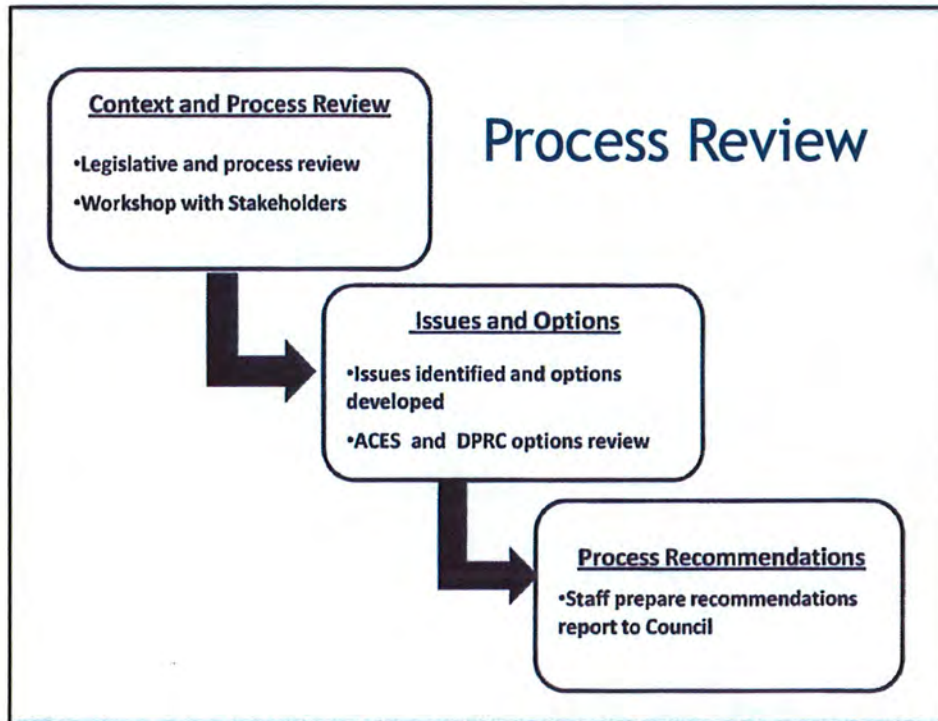 Process Review
Context and Process Review
•Legislative and process review
•Workshop with Stakeholders
Issues and Options
•Issues identified and options
developed
•ACES and DPRC options review
Process Recommendations
•Staff prepare recommendations
report to Council